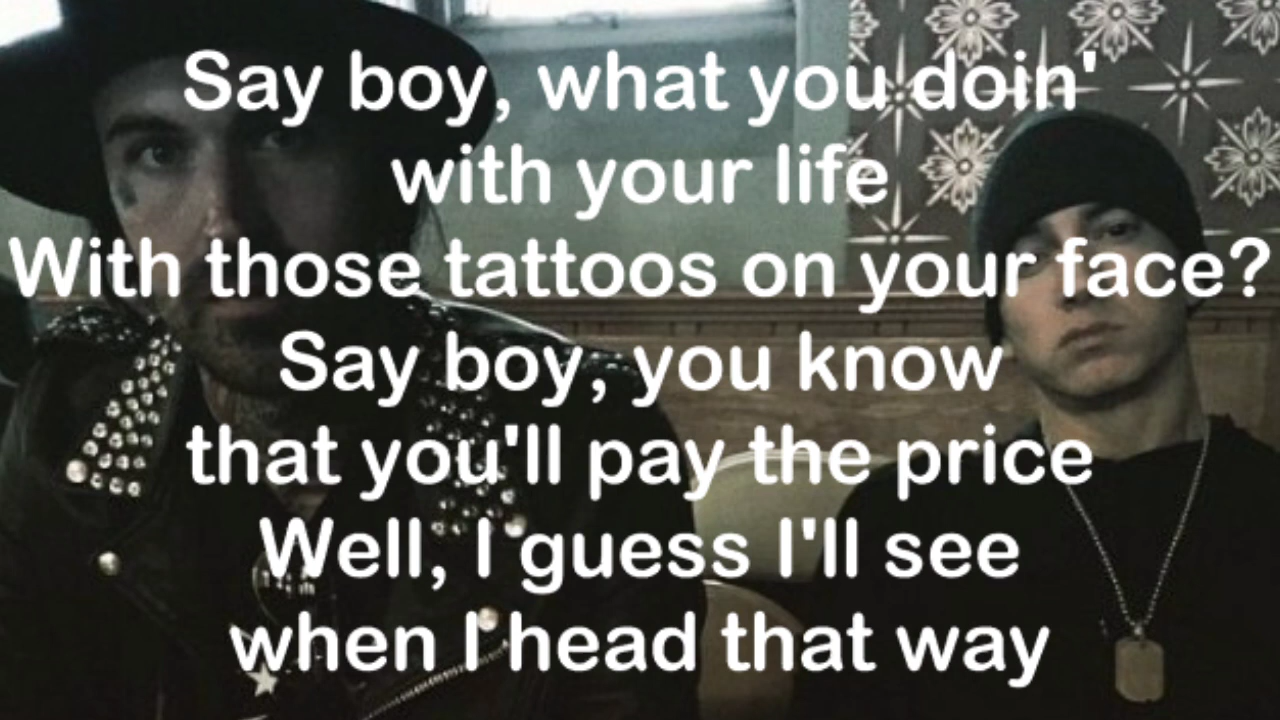 Say boy, what you doin'
with your life
With those tattoos on your face?
Say boy, you know
that you'll pay the price
Well, I guess I'll see
when I head that way